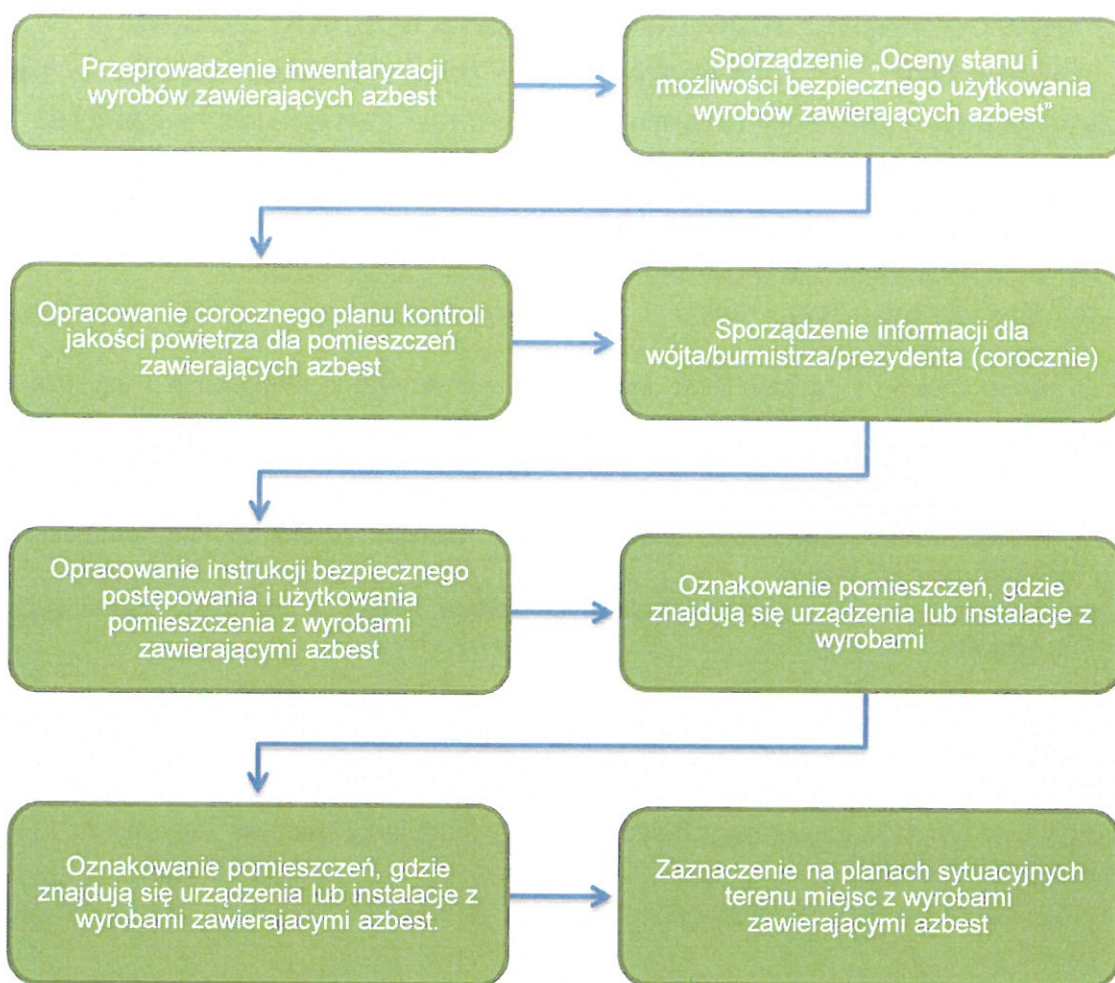 Przeprowadzenie inwentaryzacji
wyrobów zawierających azbest
Sporządzenie „Oceny stanu i
możliwości bezpiecznego użytkowania
wyrobów zawierających azbest”
Opracowanie corocznego planu kontroli
jakości powietrza dla pomieszczeń
zawierających azbest
Sporządzenie informacji dla
wójta/burmistrza/prezydenta (corocznie)
Opracowanie instrukcji bezpiecznego
postępowania i użytkowania
pomieszczenia z wyrobami
zawierającymi azbest
Oznakowanie pomieszczeń, gdzie
znajdują się urządzenia lub instalacje z
wyrobami
Oznakowanie pomieszczeń, gdzie
znajdują się urządzenia lub instalacje z
wyrobami zawierajacymi azbest.
Zaznaczenie na planach sytuacyjnych
terenu miejsc z wyrobami
zawierającymi azbest